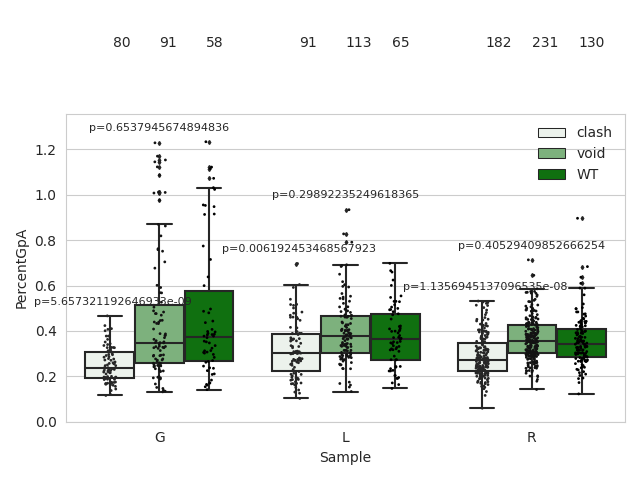 80 91 58 91 113 65 182 231 130
p=0.6537945674894836
clash
void
WT
p=0.29892235249618365
p=0.006192453468567923
p=0.40529409852666254
p=1.1356945137096535e-08
p=5.657321192646933e-09
1.2
1.0
0.8
0.6
0.4
0.2
0.0
PercentGpA
G L R
Sample